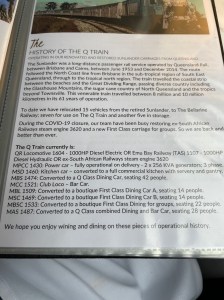 The
HISTORY OF THE Q TRAIN
The Sunlander was a long distance passenger rail service operated by Queensland Rail
between Brisbane and Cairns, between June 1953 and December 2014. The route
followed the North Coast line from Brisbane in the sub-tropical region of South East
Queensland, through to the tropical north region. The train travelled the coastal strip
between the beaches and the Great Dividing Range, passing diverse country including
the Glasshouse Mountains, the sugar cane country of North Queensland and the tropics
beyond Townsville. This moveable train travelled between 8 million and 10 million
kilometres in its 61 years of operation.
To date we have relocated 15 vehicles from the retired Sunlander, to The Bellarine
Railway; seven for use on The Q Train and another five in storage.
During the COVID-19 closure, our team have been busy restoring ex-South African
Railways steam engine 3620 and a new First Class carriage for groups. So we are back and
better than ever.
The Q Train currently is:
QR Locomotive 1604 - 1000HP Diesel Electric OR Emu Bay Railway (TAS) 1107 - 1000HP
Diesel Hydraulic OR ex-South African Railways steam engine 3620
MPCC 1430: Power car - fully operational on delivery - 2 x 256 KVA generators, 3 phase
MSD 1460: Kitchen car - converted to a full commercial kitchen with servery and pantry.
MBS 1474: Converted to a Q Class Dining Car, seating 42 people.
MCC 1521: Club Loco - Bar Car.
MBL 1509: Converted to a boutique First Class Dining Car A, seating 14 people.
MSC 1469: Converted to a boutique First Class Dining Car B, seating 14 people.
MBSC 1533: Converted to a boutique First Class Dining for groups, seating 22 people.
MAS 1487: Converted to a Q Class combined Dining and Bar Car, seating 28 people.
We hope you enjoy wining and dining on these pieces of operational history.